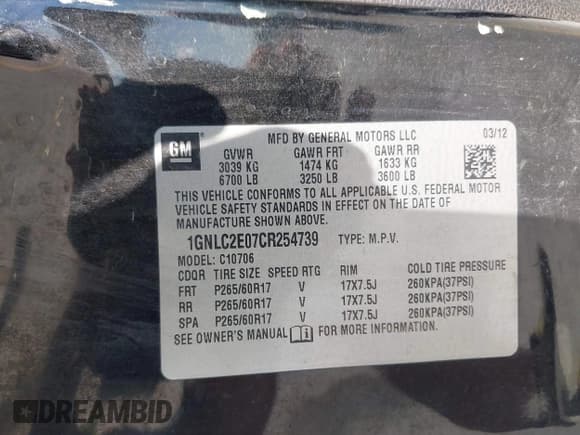 MFD BY GENERAL MOTORS LLC 03/12
GM
GVWR GAWR FRT GAWR RR
3039 KG 1474 KG 1633 KG
6700 LB 3250 LB 3600 LB
THIS VEHICLE CONFORMS TO ALL APPLICABLE U.S. FEDERAL MOTOR
VEHICLE SAFETY STANDARDS IN EFFECT ON THE DATE OF
MANUFACTURE SHOWN ABOVE.
1GNLC2E07CR254739 TYPE: M.P.V.
MODEL: C10706
CDQR TIRE SIZE SPEED RTG RIM COLD TIRE PRESSURE
FRT P265/60R17 V 17X7.5J 260KPA(37PSI)
RR P265/60R17 V 17X7.5J 260KPA(37PSI)
SPA P265/60R17 V 17X7.5J 260KPA(37PSI)
SEE OWNER'S MANUAL FOR ADDITIONAL INFORMATION.
DREAMBID